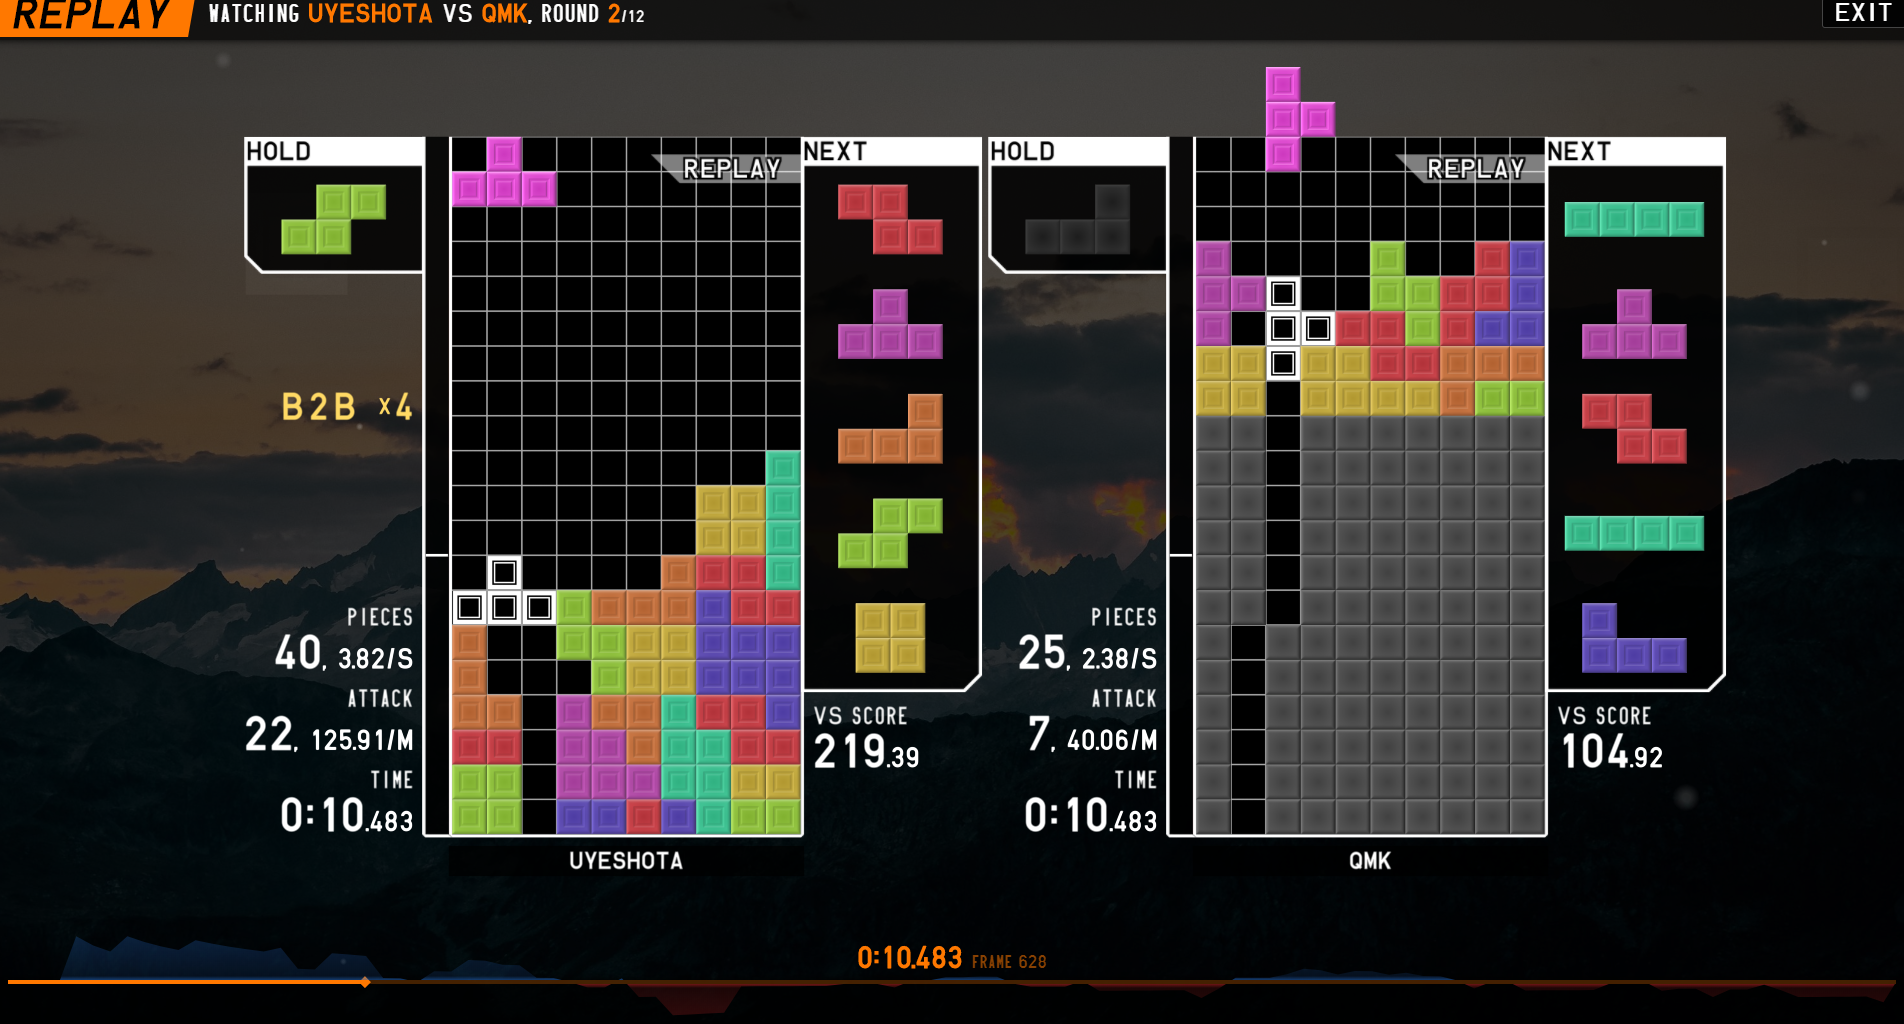 REPLAY
WATCHING UYESHOTA VS QMK, ROUND 2/12
EXIT
HOLD
REPLAY
NEXT
B2B x4
PIECES
40, 3.82/S
ATTACK
22, 125.91/M
TIME
0:10.483
VS SCORE
219.39
UYESHOTA
HOLD
REPLAY
NEXT
PIECES
25, 2.38/S
ATTACK
7, 40.06/M
TIME
0:10.483
VS SCORE
104.92
QMK
0:10.483 FRAME 628